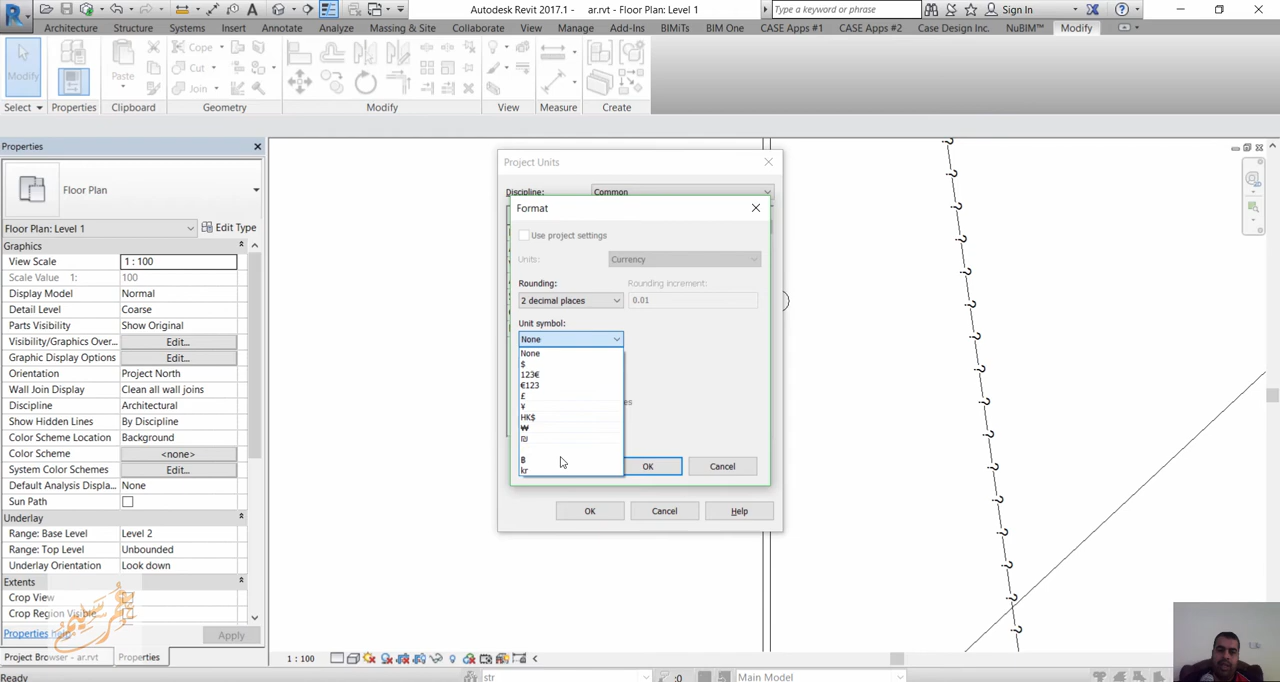 Autodesk Revit 2017.1 - ar.rvt - Floor Plan: Level 1
Type a keyword or phrase
Sign In
Architecture Structure Systems Insert Annotate Analyze Massing & Site Collaborate View Manage Add-Ins BIMiTs BIM One CASE Apps #1 CASE Apps #2 Case Design Inc. NuBIM™ Modify
Modify
Paste
Cope
Cut
Join
Select Properties Clipboard Geometry Modify View Measure Create
Properties
Floor Plan
Floor Plan: Level 1
Edit Type
Graphics
View Scale 1 : 100
Scale Value 1: 100
Display Model Normal
Detail Level Coarse
Parts Visibility Show Original
Visibility/Graphics Over... Edit...
Graphic Display Options Edit...
Orientation Project North
Wall Join Display Clean all wall joins
Discipline Architectural
Show Hidden Lines By Discipline
Color Scheme Location Background
Color Scheme <none>
System Color Schemes Edit...
Default Analysis Displa... None
Sun Path
Underlay
Range: Base Level Level 2
Range: Top Level Unbounded
Underlay Orientation Look down
Extents
Crop View
Crop Region Visible
Properties help
Apply
Project Browser - ar.rvt
Properties
Ready
Project Units
Discipline: Common
Format
Use project settings
Units: Currency
Rounding: Rounding increment:
2 decimal places 0.01
Unit symbol:
None
None
$
123€
€123
£
¥
HK$
₩
₪
฿
kr
OK Cancel
OK Cancel Help
? ? ? ? ? ? ? ? ? ? ? ? ? ? ?
1 : 100
str
:0
Main Model